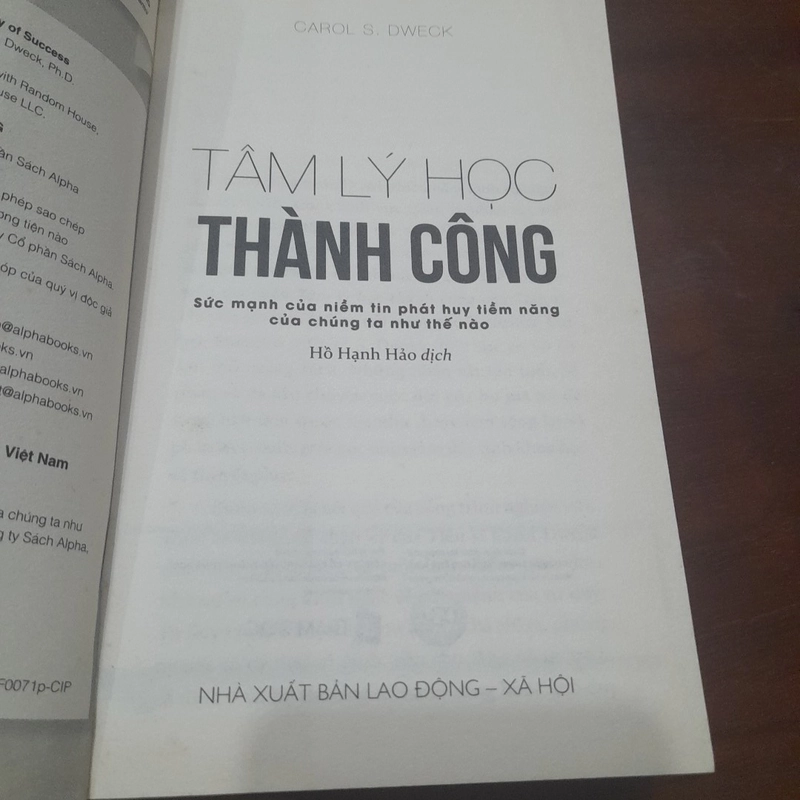 y of Success
Dweck, Ph.D.
with Random House,
use LLC.
G
ần Sách Alpha
phép sao chép
ơng tiện nào
y Cổ phần Sách Alpha.
óp của quý vị độc giả
@alphabooks.vn
ks.vn
alphabooks.vn
@alphabooks.vn
Việt Nam
a chúng ta như
g ty Sách Alpha,
F0071p-CIP
CAROL S. DWECK
TÂM LÝ HỌC
THÀNH CÔNG
Sức mạnh của niềm tin phát huy tiềm năng
của chúng ta như thế nào
Hồ Hạnh Hảo dịch
NHÀ XUẤT BẢN LAO ĐỘNG – XÃ HỘI